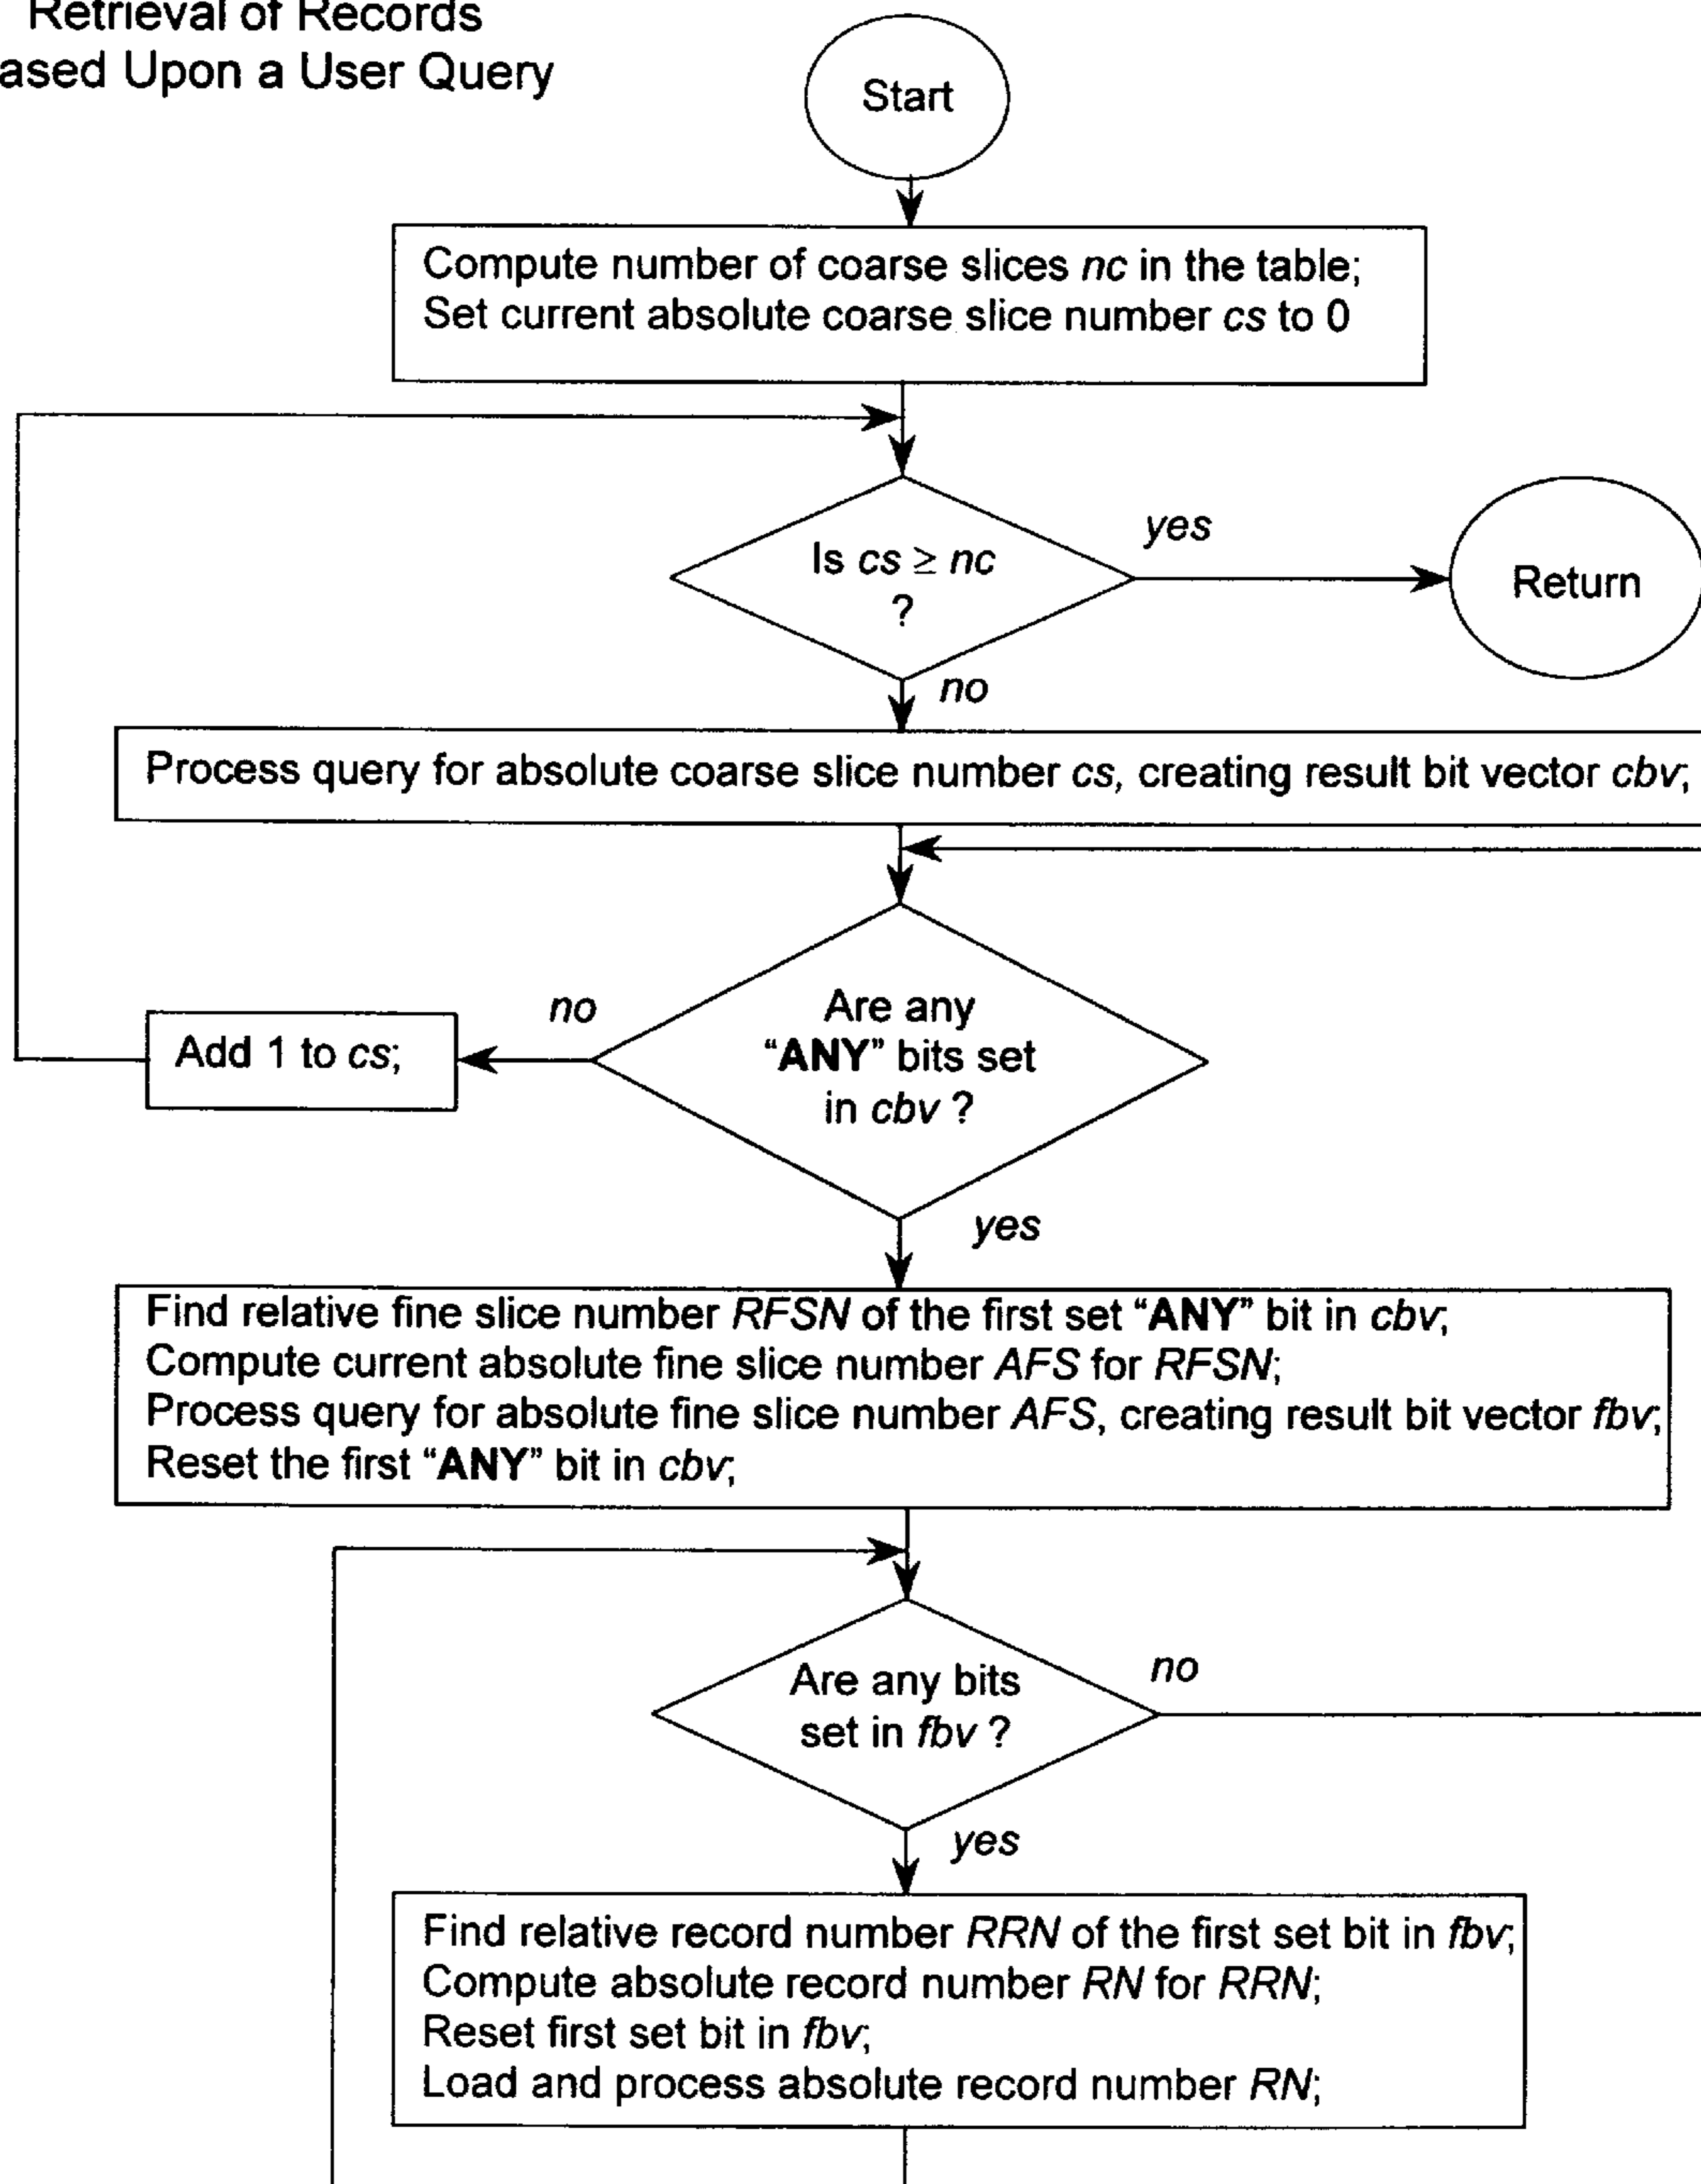 Retrieval of Records
ased Upon a User Query
Start
Compute number of coarse slices nc in the table;
Set current absolute coarse slice number cs to 0
Is cs ≥ nc
?
yes
Return
no
Process query for absolute coarse slice number cs, creating result bit vector cbv;
Are any
“ANY” bits set
in cbv ?
no
Add 1 to cs;
yes
Find relative fine slice number RFSN of the first set “ANY” bit in cbv;
Compute current absolute fine slice number AFS for RFSN;
Process query for absolute fine slice number AFS, creating result bit vector fbv;
Reset the first “ANY” bit in cbv;
Are any bits
set in fbv ?
no
yes
Find relative record number RRN of the first set bit in fbv;
Compute absolute record number RN for RRN;
Reset first set bit in fbv;
Load and process absolute record number RN;